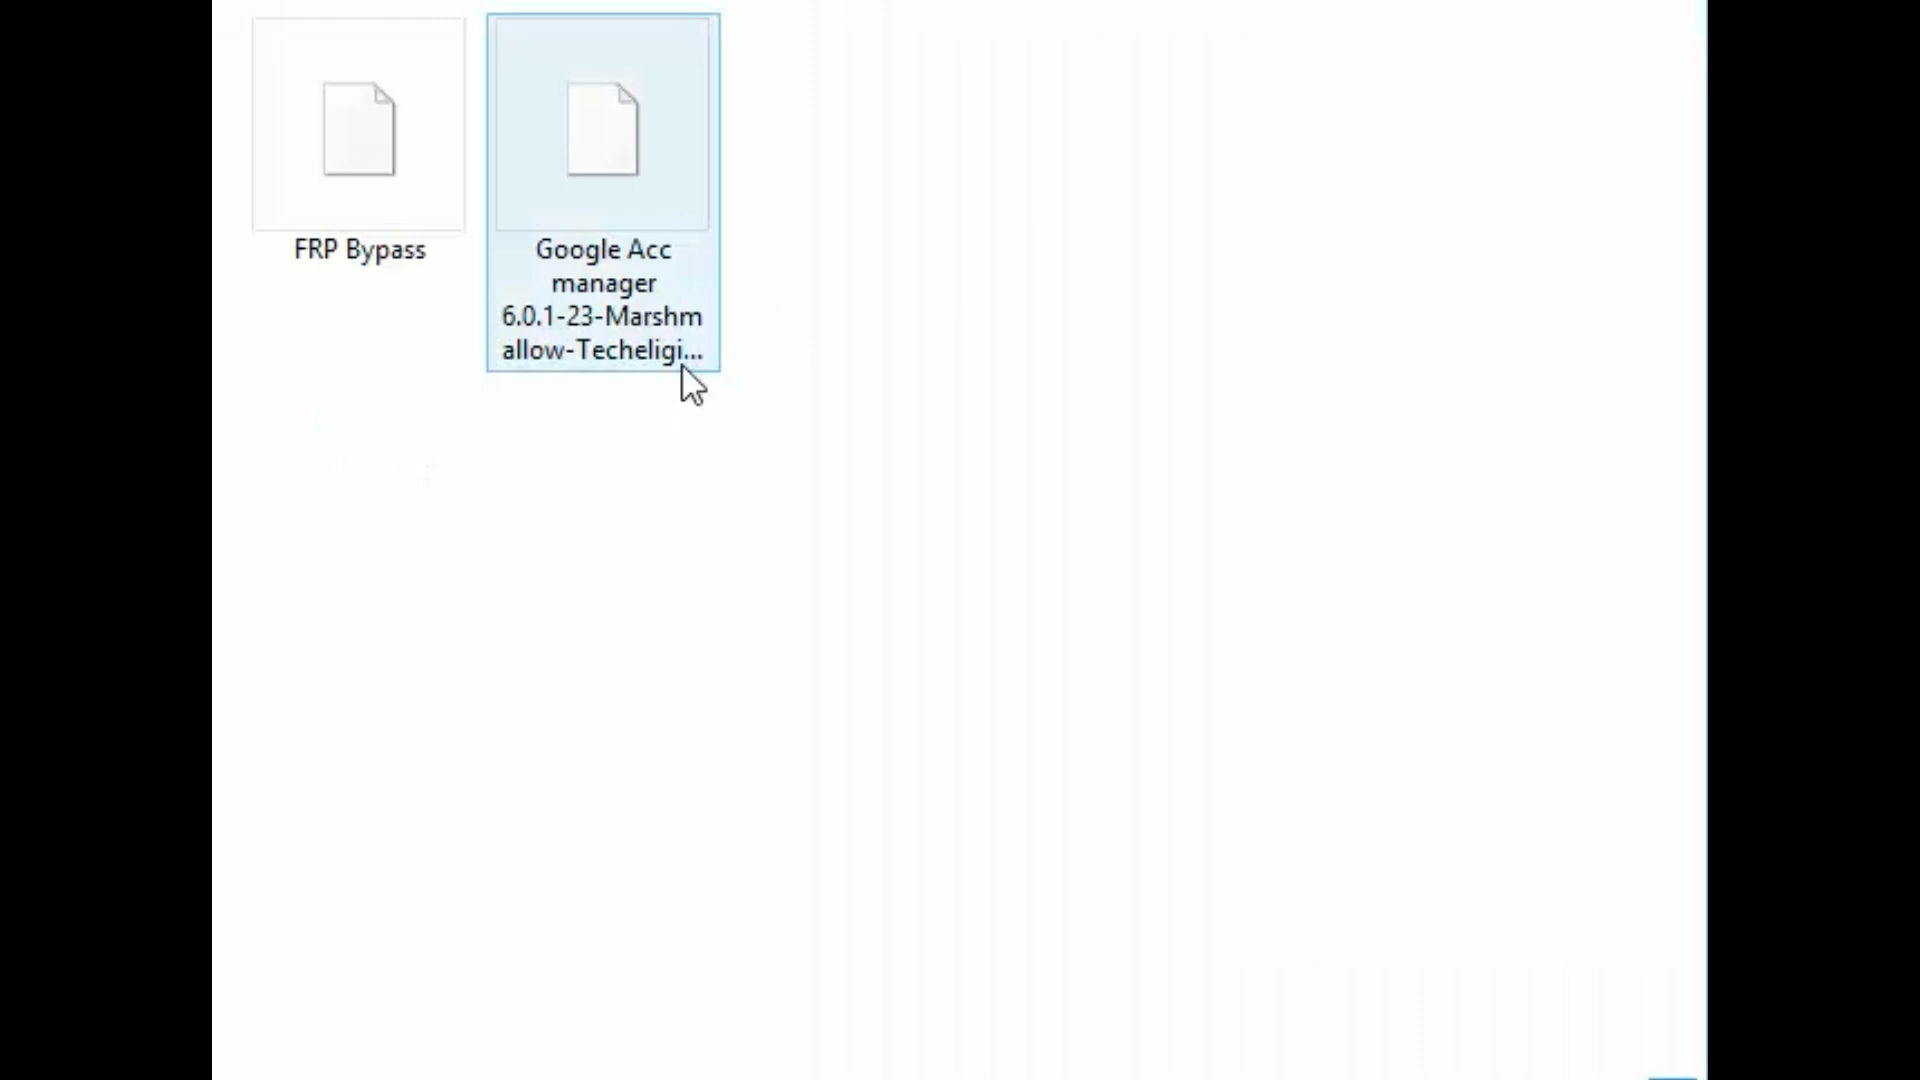 FRP Bypass
Google Acc
manager
6.0.1-23-Marshm
allow-Techeligi...